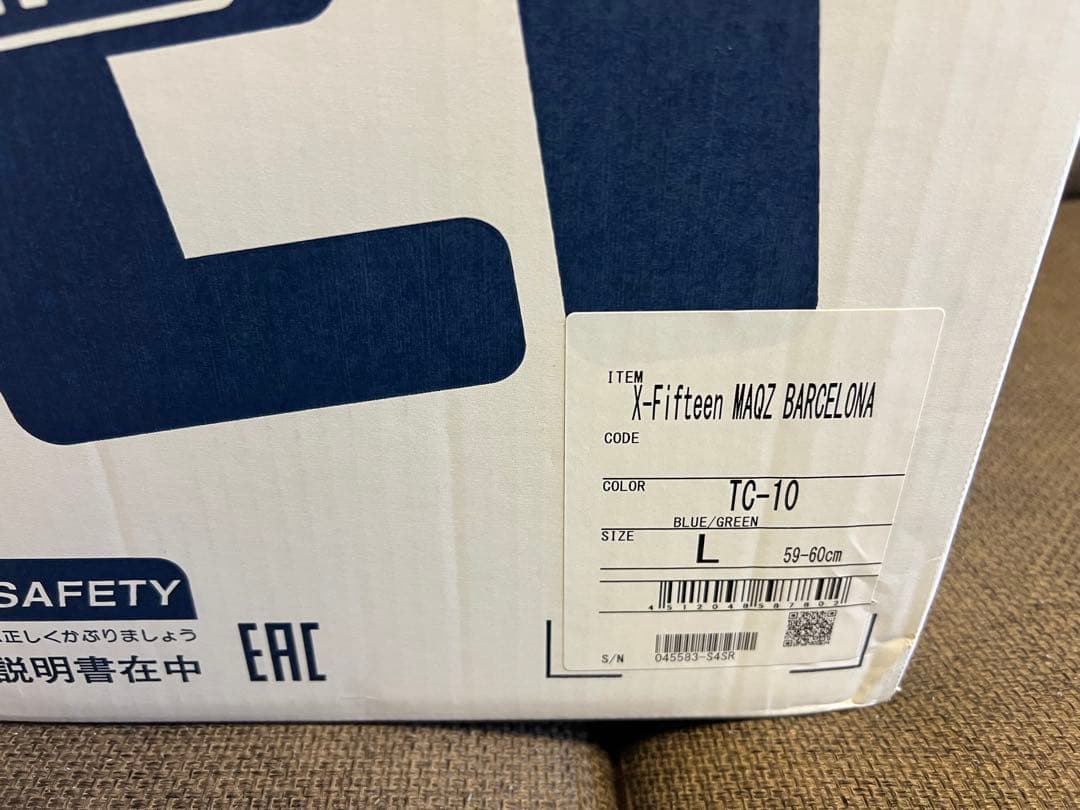 ITEM
X-Fifteen MAQZ BARCELONA
CODE
COLOR
TC-10
BLUE/GREEN
SIZE
L
59-60cm
4512048587802
S/N
045583-S4SR
SAFETY
正しくかぶりましょう
説明書在中
EAC